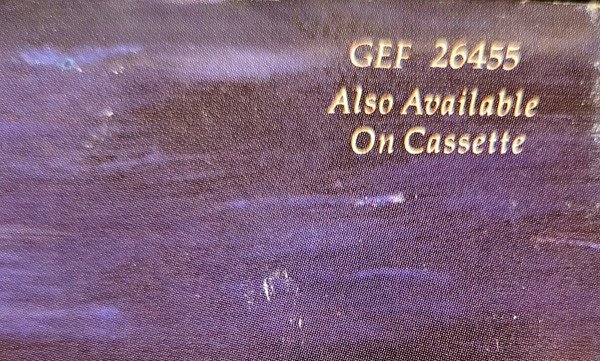 GEF 26455
Also Available
On Cassette